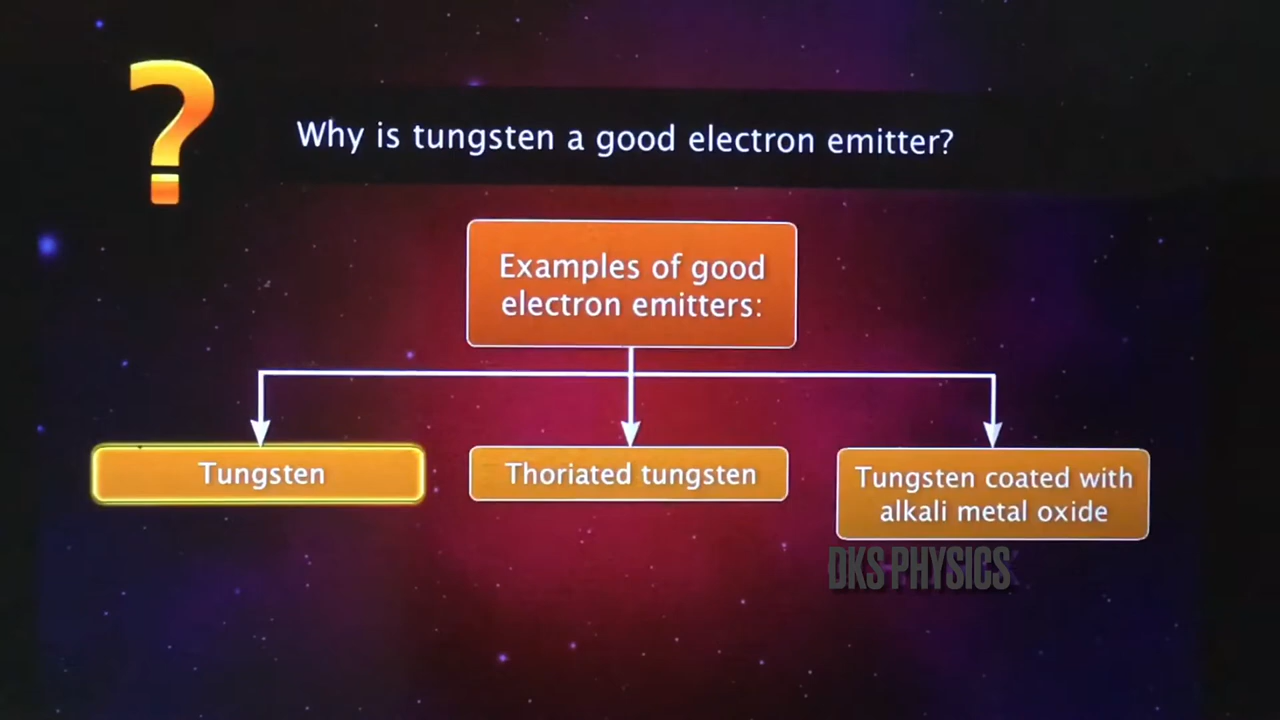 ?
Why is tungsten a good electron emitter?
Examples of good
electron emitters:
Tungsten
Thoriated tungsten
Tungsten coated with
alkali metal oxide
DKS PHYSICS